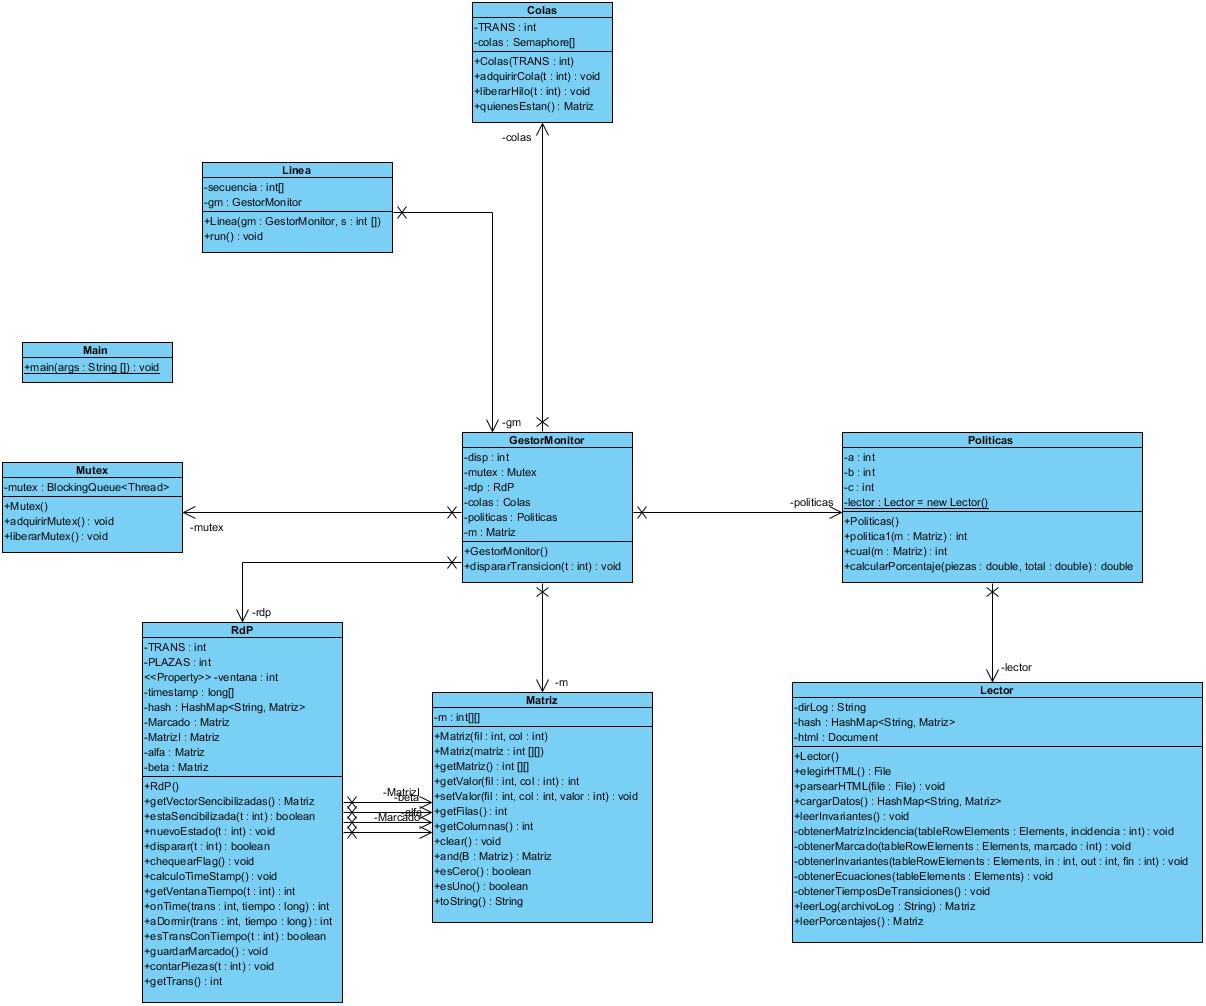 Colas
-TRANS : int
-colas : Semaphore[]
+Colas(TRANS : int)
+adquirirCola(t : int) : void
+liberarHilo(t : int) : void
+quienesEstan() : Matriz
-colas
Linea
-secuencia : int[]
-gm : GestorMonitor
+Linea(gm : GestorMonitor, s : int [])
+run() : void
Main
+main(args : String []) : void
-gm
GestorMonitor
-disp : int
-mutex : Mutex
-rdp : RdP
-colas : Colas
-politicas : Politicas
-m : Matriz
+GestorMonitor()
+dispararTransicion(t : int) : void
Politicas
-a : int
-b : int
-c : int
-lector : Lector = new Lector()
+Politicas()
+politica1(m : Matriz) : int
+cual(m : Matriz) : int
+calcularPorcentaje(piezas : double, total : double) : double
-politicas
Mutex
-mutex : BlockingQueue<Thread>
+Mutex()
+adquirirMutex() : void
+liberarMutex() : void
-mutex
-rdp
RdP
-TRANS : int
-PLAZAS : int
<<Property>> -ventana : int
-timestamp : long[]
-hash : HashMap<String, Matriz>
-Marcado : Matriz
-MatrizI : Matriz
-alfa : Matriz
-beta : Matriz
+RdP()
+getVectorSencibilizadas() : Matriz
+estaSencibilizada(t : int) : boolean
+nuevoEstado(t : int) : void
+disparar(t : int) : boolean
+chequearFlag() : void
+calculoTimeStamp() : void
+getVentanaTiempo(t : int) : int
+onTime(trans : int, tiempo : long) : int
+aDormir(trans : int, tiempo : long) : int
+esTransConTiempo(t : int) : boolean
+guardarMarcado() : void
+contarPiezas(t : int) : void
+getTrans() : int
-MatrizI
-beta
-alfa
-Marcado
-m
Matriz
-m : int[][]
+Matriz(fil : int, col : int)
+Matriz(matriz : int [][])
+getMatriz() : int [][]
+getValor(fil : int, col : int) : int
+setValor(fil : int, col : int, valor : int) : void
+getFilas() : int
+getColumnas() : int
+clear() : void
+and(B : Matriz) : Matriz
+esCero() : boolean
+esUno() : boolean
+toString() : String
-lector
Lector
-dirLog : String
-hash : HashMap<String, Matriz>
-html : Document
+Lector()
+elegirHTML() : File
+parsearHTML(file : File) : void
+cargarDatos() : HashMap<String, Matriz>
+leerInvariantes() : void
-obtenerMatrizIncidencia(tableRowElements : Elements, incidencia : int) : void
-obtenerMarcado(tableRowElements : Elements, marcado : int) : void
-obtenerInvariantes(tableRowElements : Elements, in : int, out : int, fin : int) : void
-obtenerEcuaciones(tableElements : Elements) : void
-obtenerTiemposDeTransiciones() : void
+leerLog(archivoLog : String) : Matriz
+leerPorcentajes() : Matriz